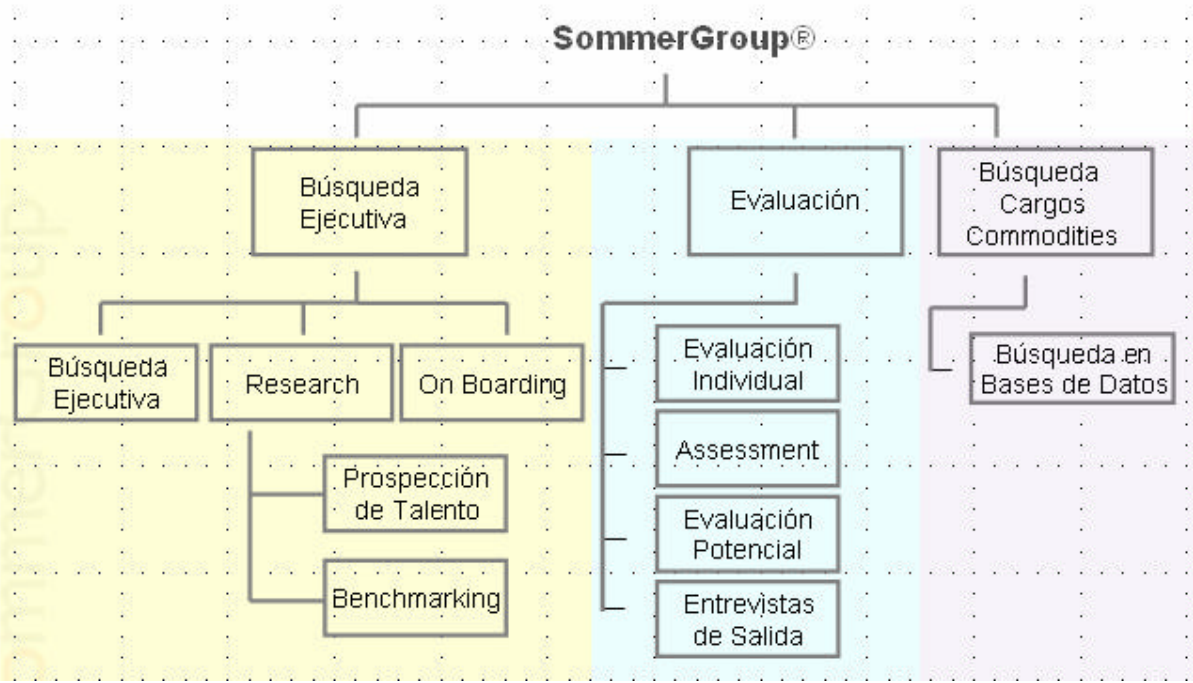 SommerGroup®
Búsqueda
Ejecutiva
Evaluación
Búsqueda
Cargos
Commodities
Búsqueda
Ejecutiva
Research
On Boarding
Evaluación
Individual
Búsqueda en
Bases de Datos
Assessment
Prospección
de Talento
Evaluación
Potencial
Benchmarking
Entrevistas
de Salida